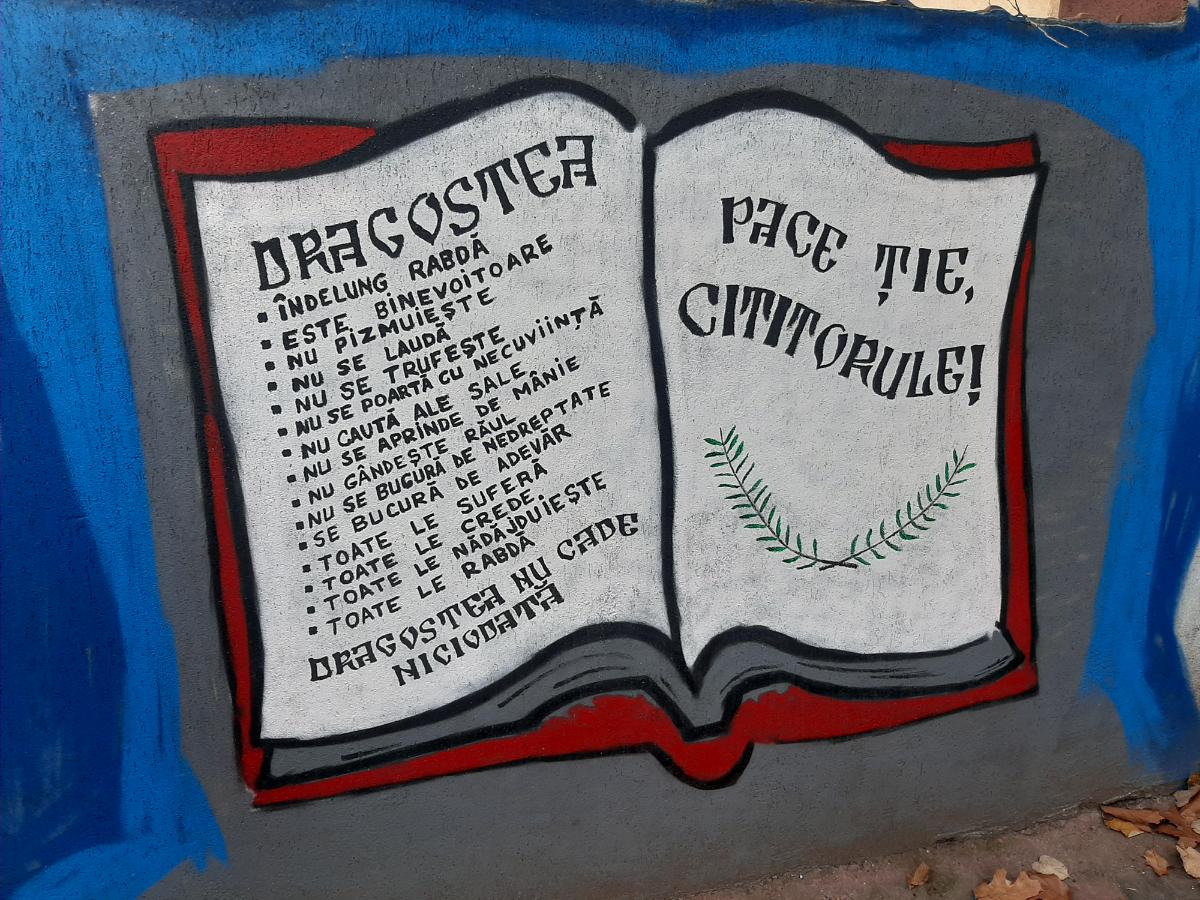 DRAGOSTEA
▪ ÎNDELUNG RABDĂ
▪ ESTE BINEVOITOARE
▪ NU PIZMUIEȘTE
▪ NU SE LAUDĂ
▪ NU SE TRUFEȘTE
▪ NU SE POARTĂ CU NECUVIINȚĂ
▪ NU CAUTĂ ALE SALE
▪ NU SE APRINDE DE MÂNIE
▪ NU GÂNDEȘTE RĂUL
▪ NU SE BUGURĂ DE NEDREPTATE
▪ SE BUCURĂ DE ADEVĂR
▪ TOATE LE SUFERĂ
▪ TOATE LE CREDE
▪ TOATE LE NĂDĂJDUIEȘTE
▪ TOATE LE RABDĂ
DRAGOSTEA NU CADE
NICIODATĂ
PACE ȚIE,
CITITORULE!